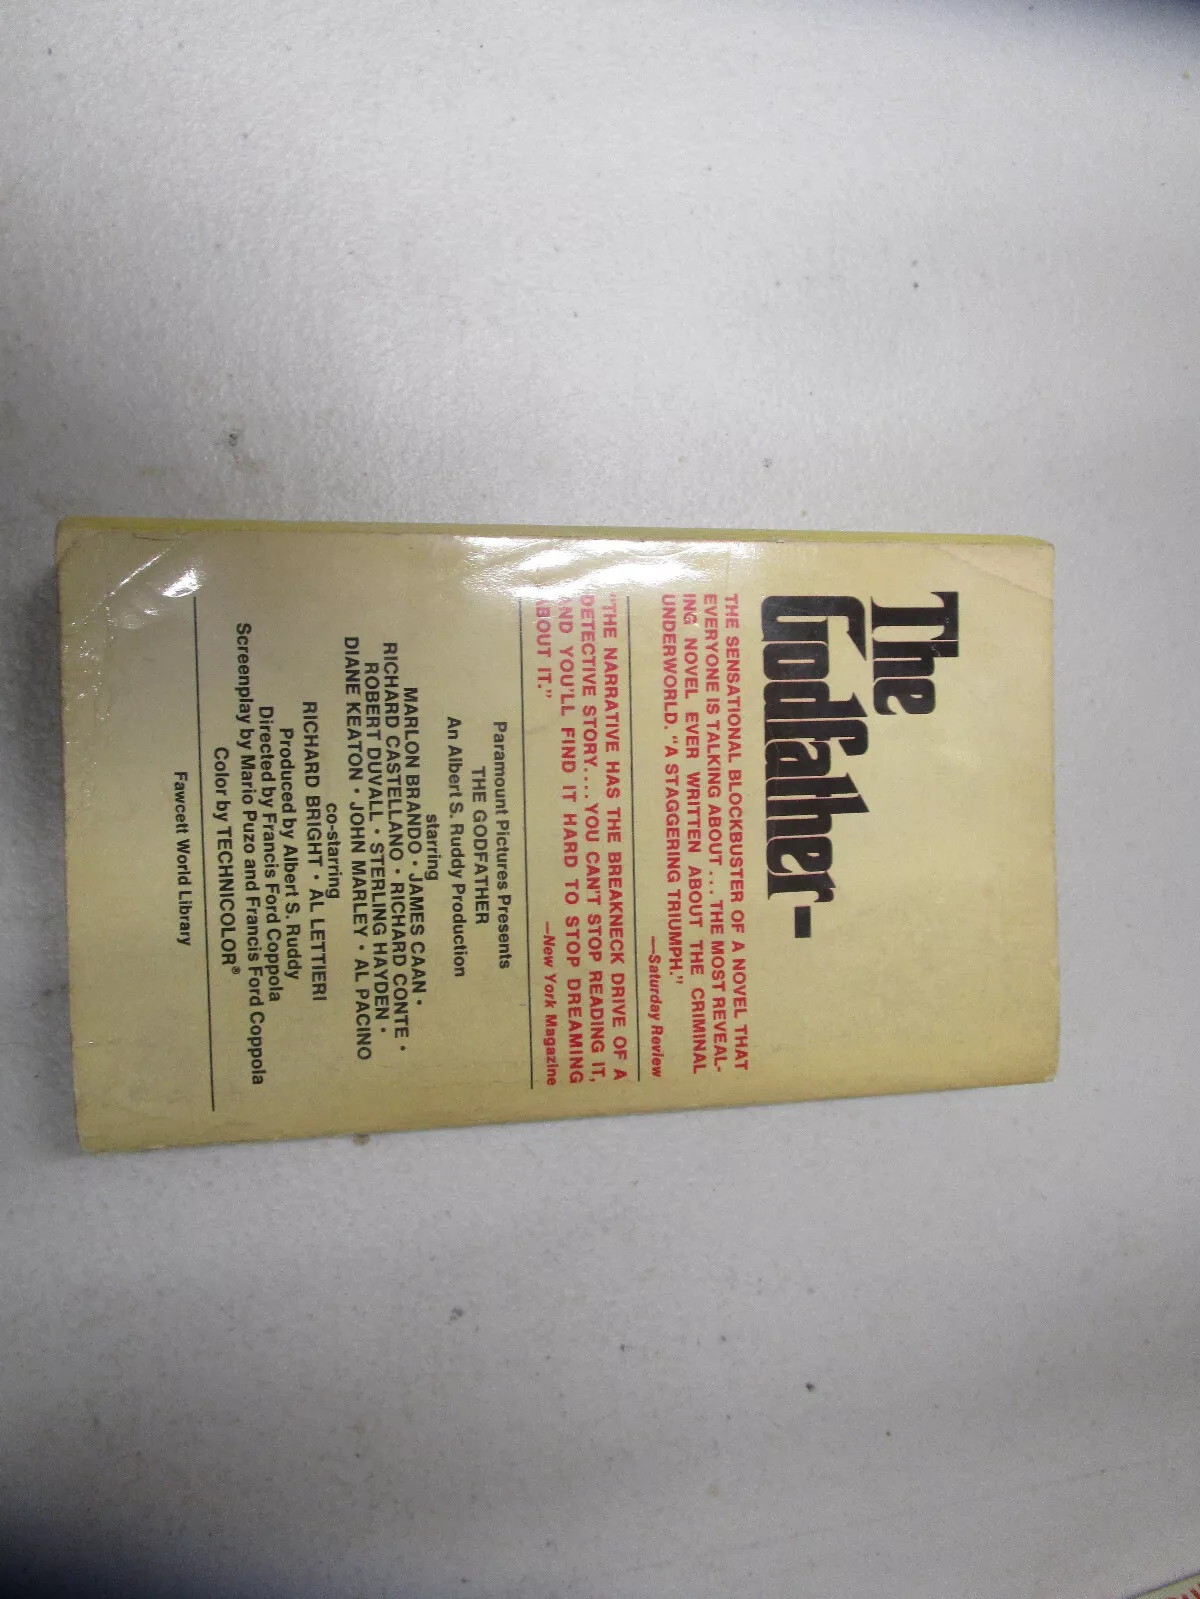 The
Godfather-
THE SENSATIONAL BLOCKBUSTER OF A NOVEL THAT
EVERYONE IS TALKING ABOUT... THE MOST REVEAL-
ING NOVEL EVER WRITTEN ABOUT THE CRIMINAL
UNDERWORLD. "A STAGGERING TRIUMPH."
—Saturday Review
"THE NARRATIVE HAS THE BREAKNECK DRIVE OF A
DETECTIVE STORY.... YOU CAN'T STOP READING IT,
AND YOU'LL FIND IT HARD TO STOP DREAMING
ABOUT IT."
—New York Magazine
Paramount Pictures Presents
THE GODFATHER
An Albert S. Ruddy Production
starring
MARLON BRANDO • JAMES CAAN •
RICHARD CASTELLANO • RICHARD CONTE •
ROBERT DUVALL • STERLING HAYDEN •
DIANE KEATON • JOHN MARLEY • AL PACINO
co-starring
RICHARD BRIGHT • AL LETTIERI
Produced by Albert S. Ruddy
Directed by Francis Ford Coppola
Screenplay by Mario Puzo and Francis Ford Coppola
Color by TECHNICOLOR®
Fawcett World Library